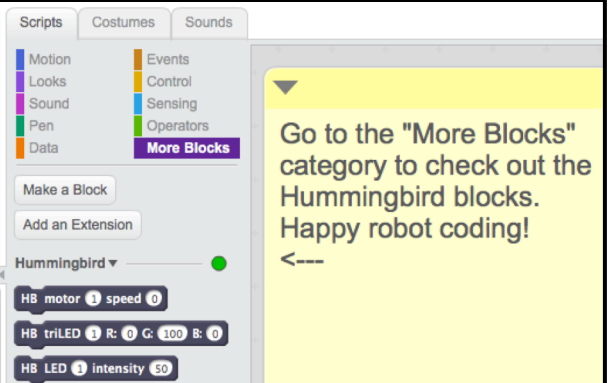 Scripts Costumes Sounds
Motion Events
Looks Control
Sound Sensing
Pen Operators
Data More Blocks
Make a Block
Add an Extension
Hummingbird
HB motor 1 speed 0
HB triLED 1 R: 0 G: 100 B: 0
HB LED 1 intensity 50
Go to the "More Blocks"
category to check out the
Hummingbird blocks.
Happy robot coding!
<---